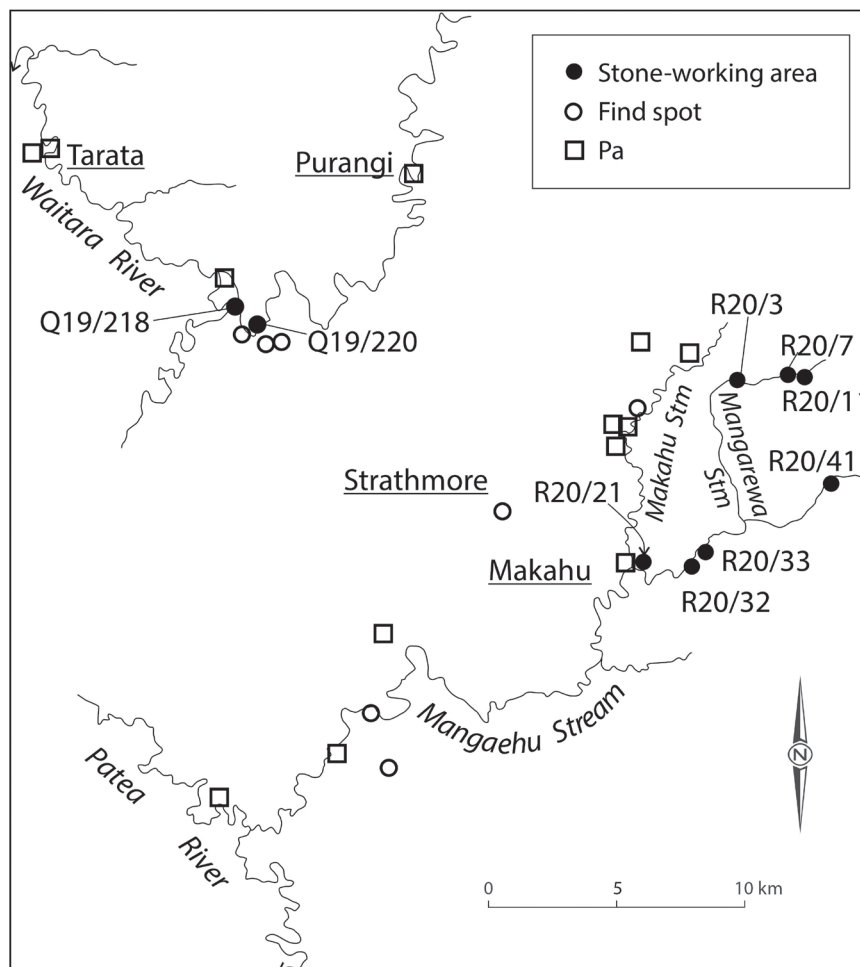 Stone-working area
Find spot
Pa
Tarata
Purangi
Waitara River
Q19/218
Q19/220
R20/3
R20/7
R20/11
Makahu Stm
Mangarewa
Stm
R20/41
Strathmore
R20/21
R20/33
Makahu
R20/32
Mangaehu Stream
Patea
River
N
0 5 10 km